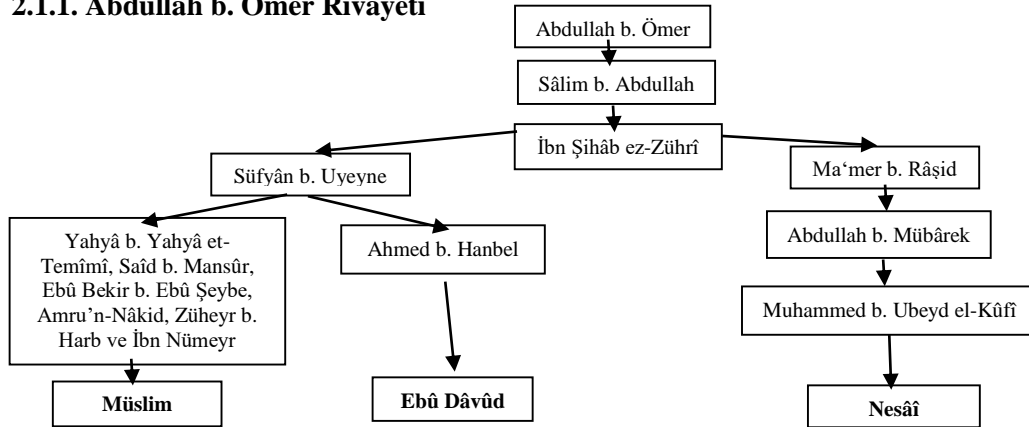 2.1.1. Abdullah b. Ömer Rivayeti
Abdullah b. Ömer
Sâlim b. Abdullah
İbn Şihâb ez-Zührî
Süfyân b. Uyeyne
Ma‘mer b. Râşid
Yahyâ b. Yahyâ et-
Temîmî, Saîd b. Mansûr,
Ebû Bekir b. Ebû Şeybe,
Amru’n-Nâkid, Züheyr b.
Harb ve İbn Nümeyr
Ahmed b. Hanbel
Abdullah b. Mübârek
Muhammed b. Ubeyd el-Kûfî
Müslim
Ebû Dâvûd
Nesâî